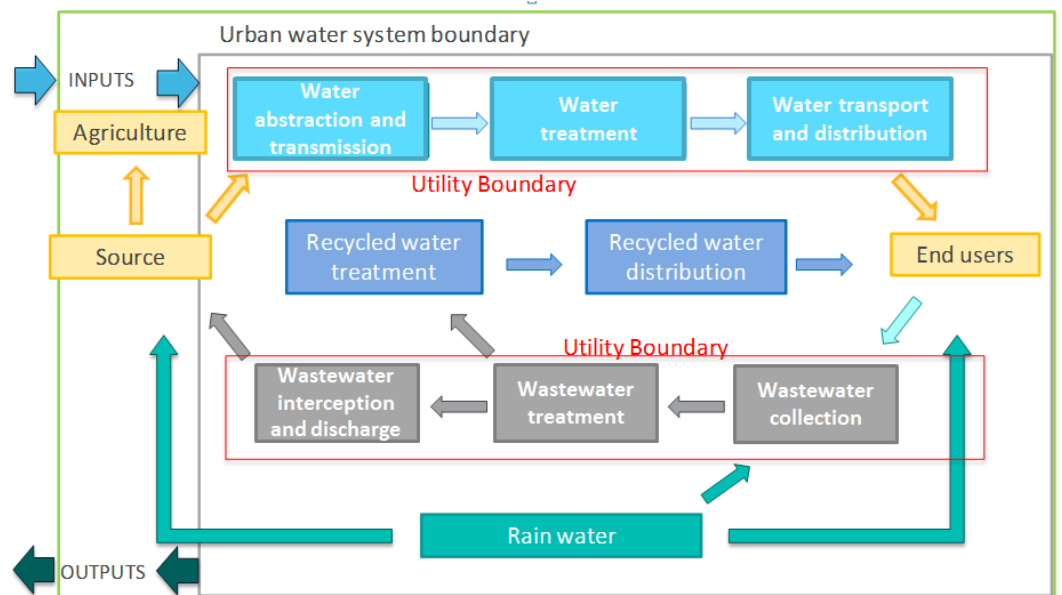 Urban water system boundary
INPUTS
Water
abstraction and
transmission
Water
treatment
Water transport
and distribution
Agriculture
Utility Boundary
Source
Recycled water
treatment
Recycled water
distribution
End users
Utility Boundary
Wastewater
interception
and discharge
Wastewater
treatment
Wastewater
collection
Rain water
OUTPUTS